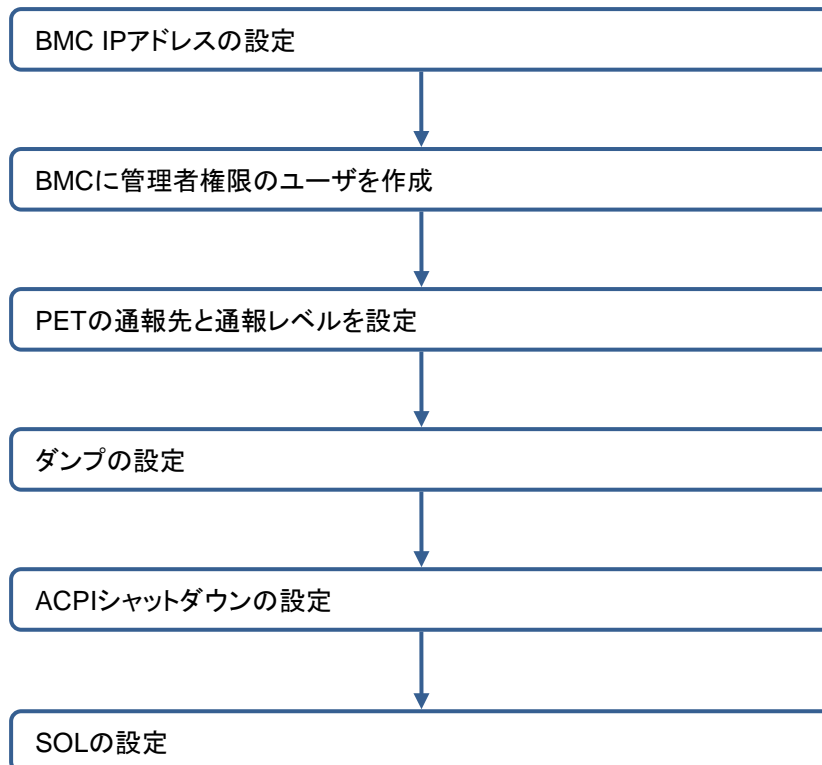 BMC IPアドレスの設定
BMCに管理者権限のユーザを作成
PETの通報先と通報レベルを設定
ダンプの設定
ACPIシャットダウンの設定
SOLの設定